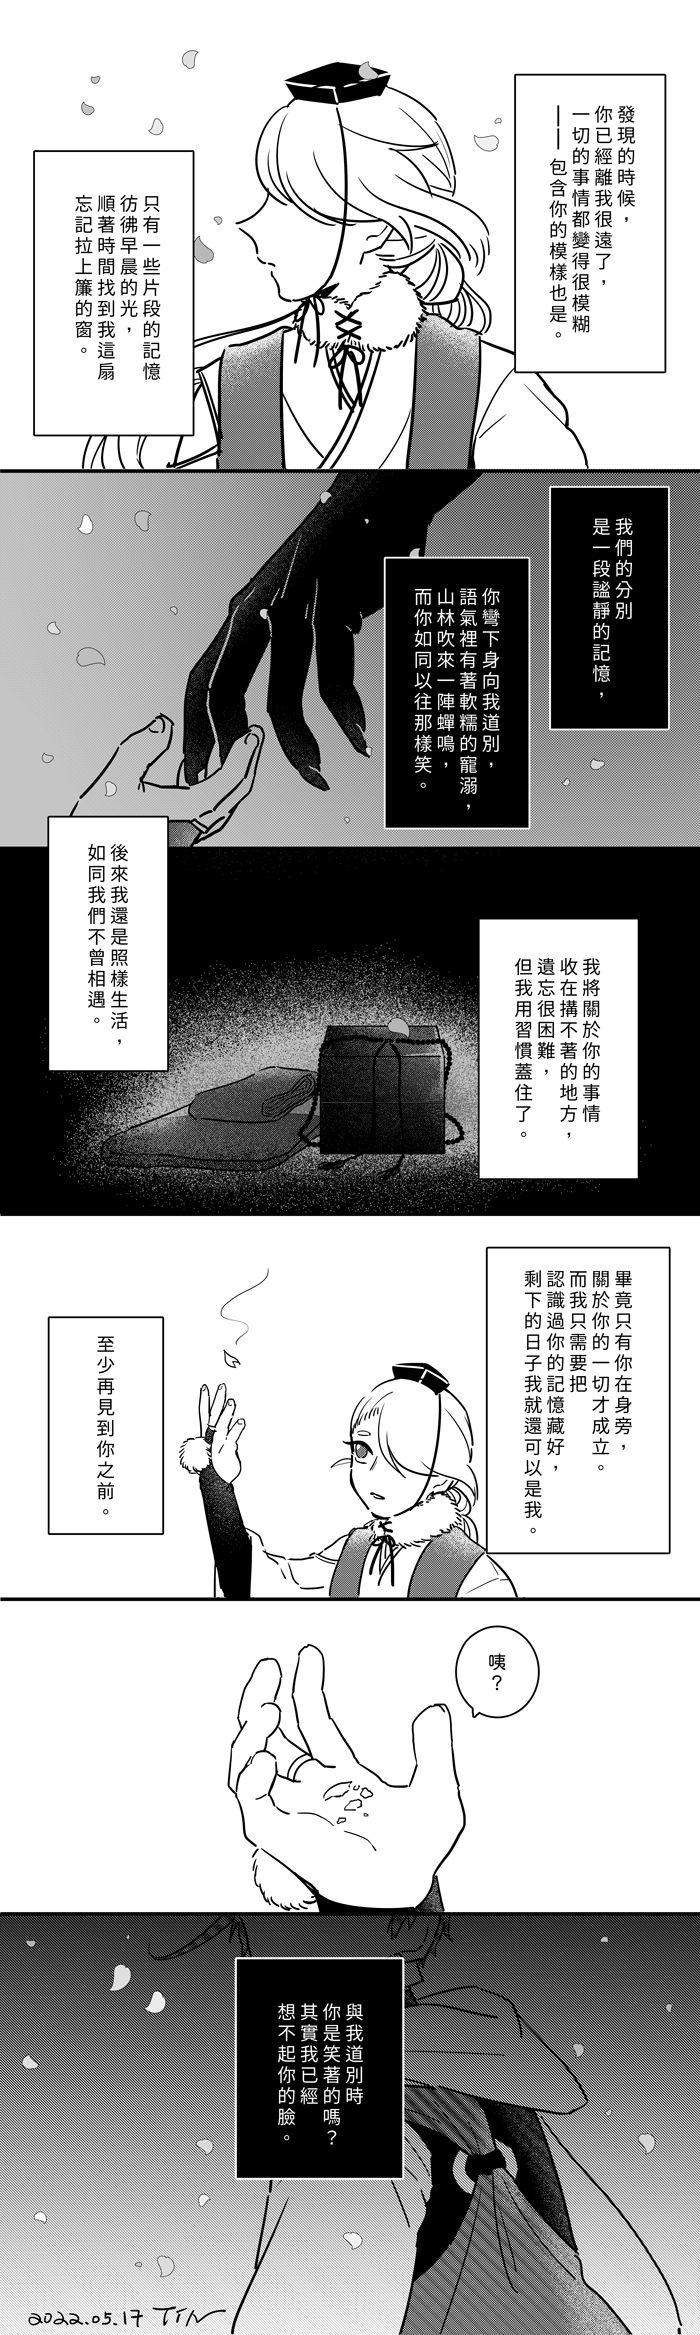 發現的時候，
你已經離我很遠了，
一切的事情都變得很模糊
——包含你的模樣也是。
只有一些片段的記憶
彷彿早晨的光，
順著時間找到我這扇
忘記拉上簾的窗。
我們的分別
是一段謐靜的記憶，
你彎下身向我道別，
語氣裡有著軟糯的寵溺，
山林吹來一陣蟬鳴，
而你如同以往那樣笑。
後來我還是照樣生活，
如同我們不曾相遇。
我將關於你的事情
收在搆不著的地方，
遺忘很困難，
但我用習慣蓋住了。
畢竟只有你在身旁，
關於你的一切才成立。
而我只需要把
認識過你的記憶藏好，
剩下的日子我就還可以是我。
至少再見到你之前。
咦？
與我道別時
你是笑著的嗎？
其實我已經
想不起你的臉。
2022.05.17 TIN